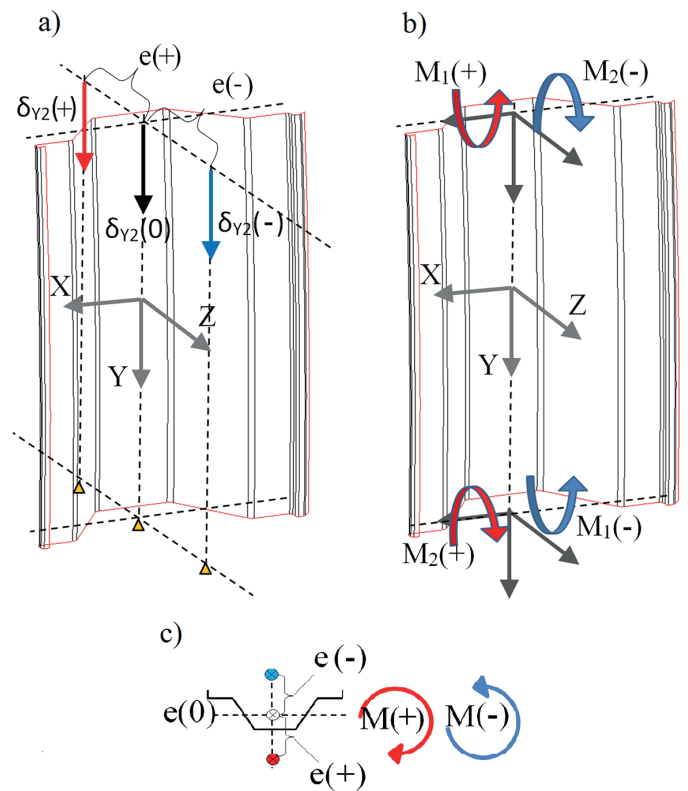 a)
e(+)
e(-)
δY2(+)
δY2(0)
δY2(-)
X
Z
Y
b)
M1(+)
M2(-)
X
Z
Y
M2(+)
M1(-)
c)
e(-)
e(0)
M(+)
M(-)
e(+)